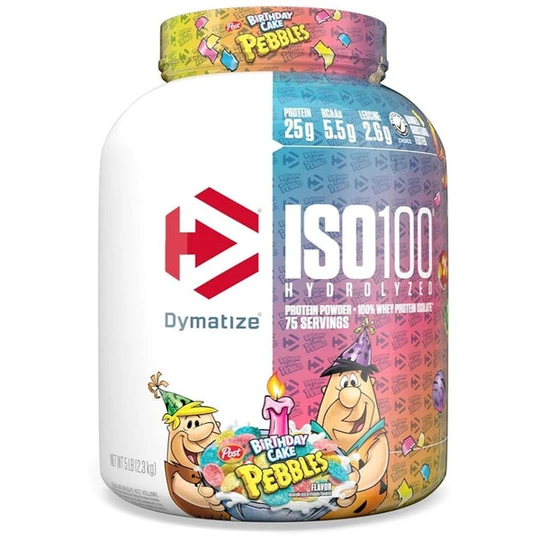 Post
BIRTHDAY
CAKE
PEBBLES
PROTEIN BCAAs LEUCINE
25g 5.5g 2.6g
ISO100
HYDROLYZED
PROTEIN POWDER • 100% WHEY PROTEIN ISOLATE
75 SERVINGS
Dymatize®
Post
BIRTHDAY
CAKE
PEBBLES
FLAVOR
NET WT 5 LB (2.3 kg)